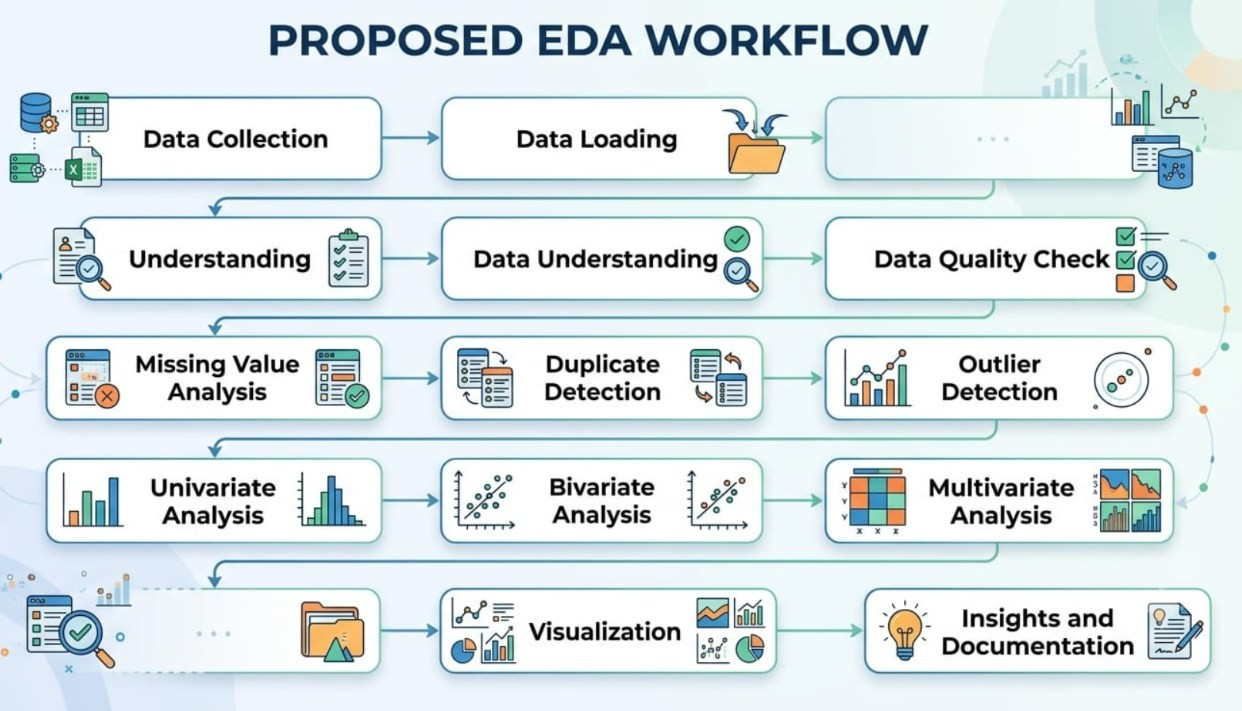 PROPOSED EDA WORKFLOW
Data Collection
Data Loading
...
Understanding
Data Understanding
Data Quality Check
Missing Value
Analysis
Duplicate
Detection
Outlier
Detection
Univariate
Analysis
Bivariate
Analysis
Multivariate
Analysis
...
Visualization
Insights and
Documentation